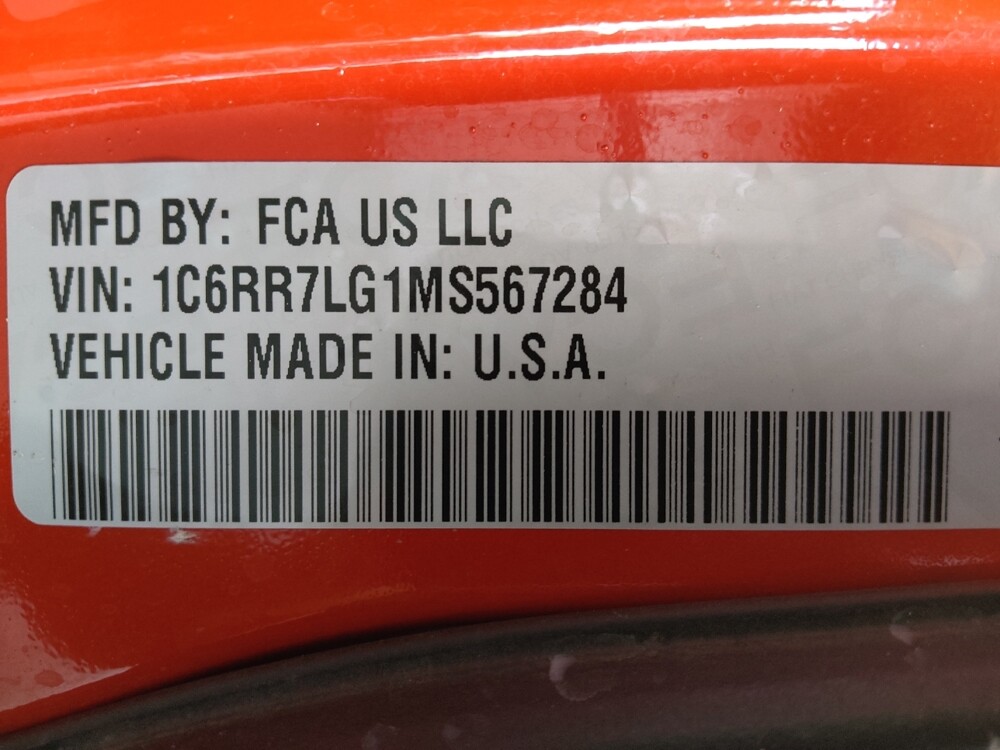 MFD BY: FCA US LLC
VIN: 1C6RR7LG1MS567284
VEHICLE MADE IN: U.S.A.